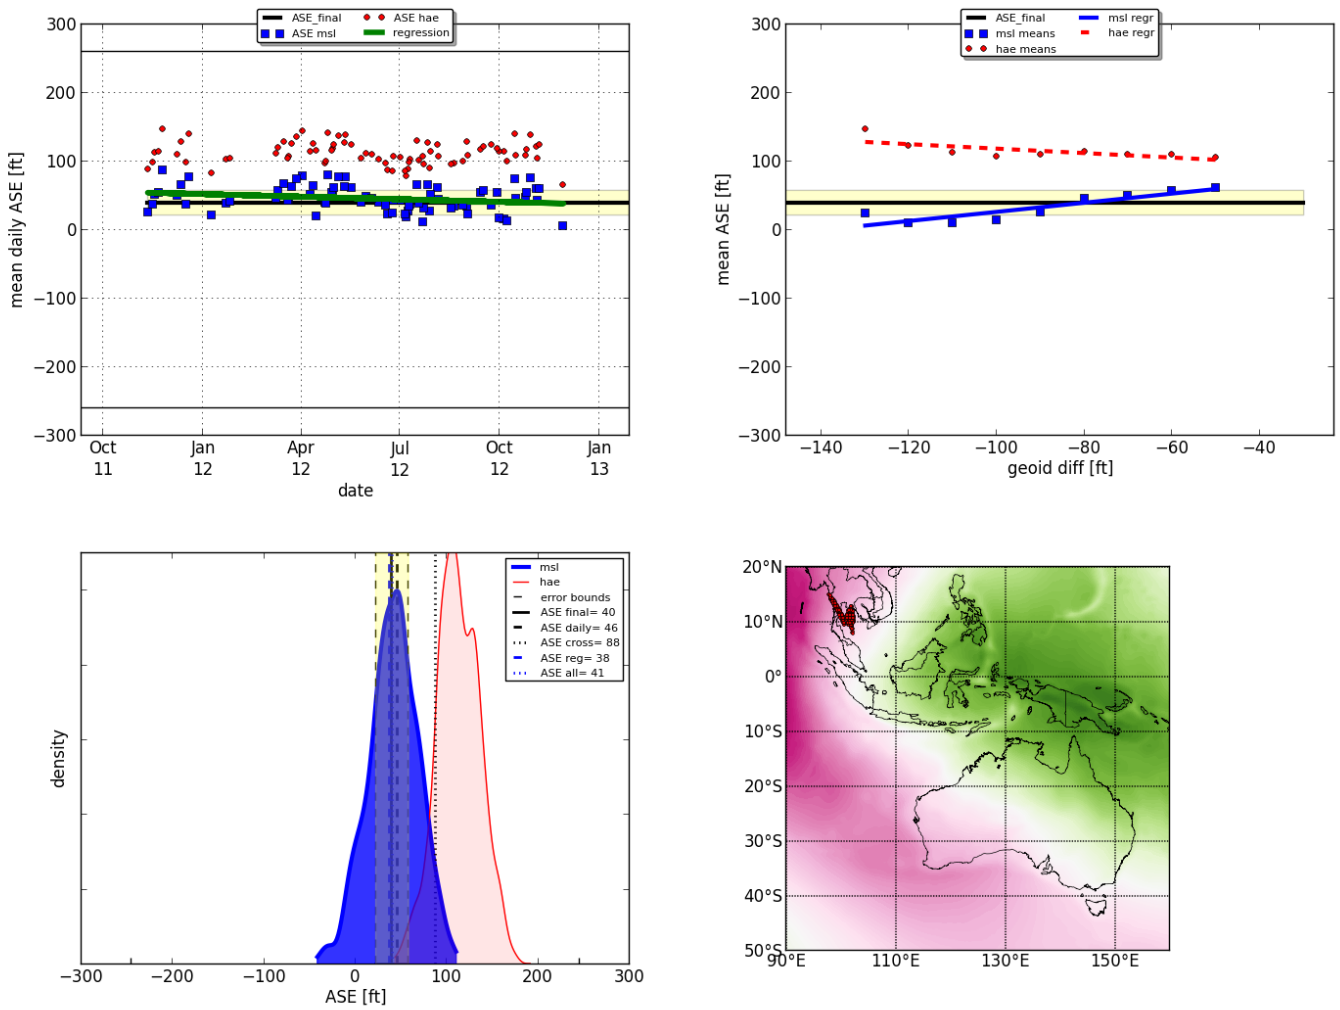 ASE_final
ASE msl
ASE hae
regression
300
200
100
0
−100
−200
−300
mean daily ASE [ft]
Oct
11
Jan
12
Apr
12
Jul
12
Oct
12
Jan
13
date
ASE_final
msl means
hae means
msl regr
hae regr
300
200
100
0
−100
−200
−300
mean ASE [ft]
−140
−120
−100
−80
−60
−40
geoid diff [ft]
msl
hae
error bounds
ASE final= 40
ASE daily= 46
ASE cross= 88
ASE reg= 38
ASE all= 41
density
−300
−200
−100
0
100
200
300
ASE [ft]
20°N
10°N
0°
10°S
20°S
30°S
40°S
50°S
90°E
110°E
130°E
150°E